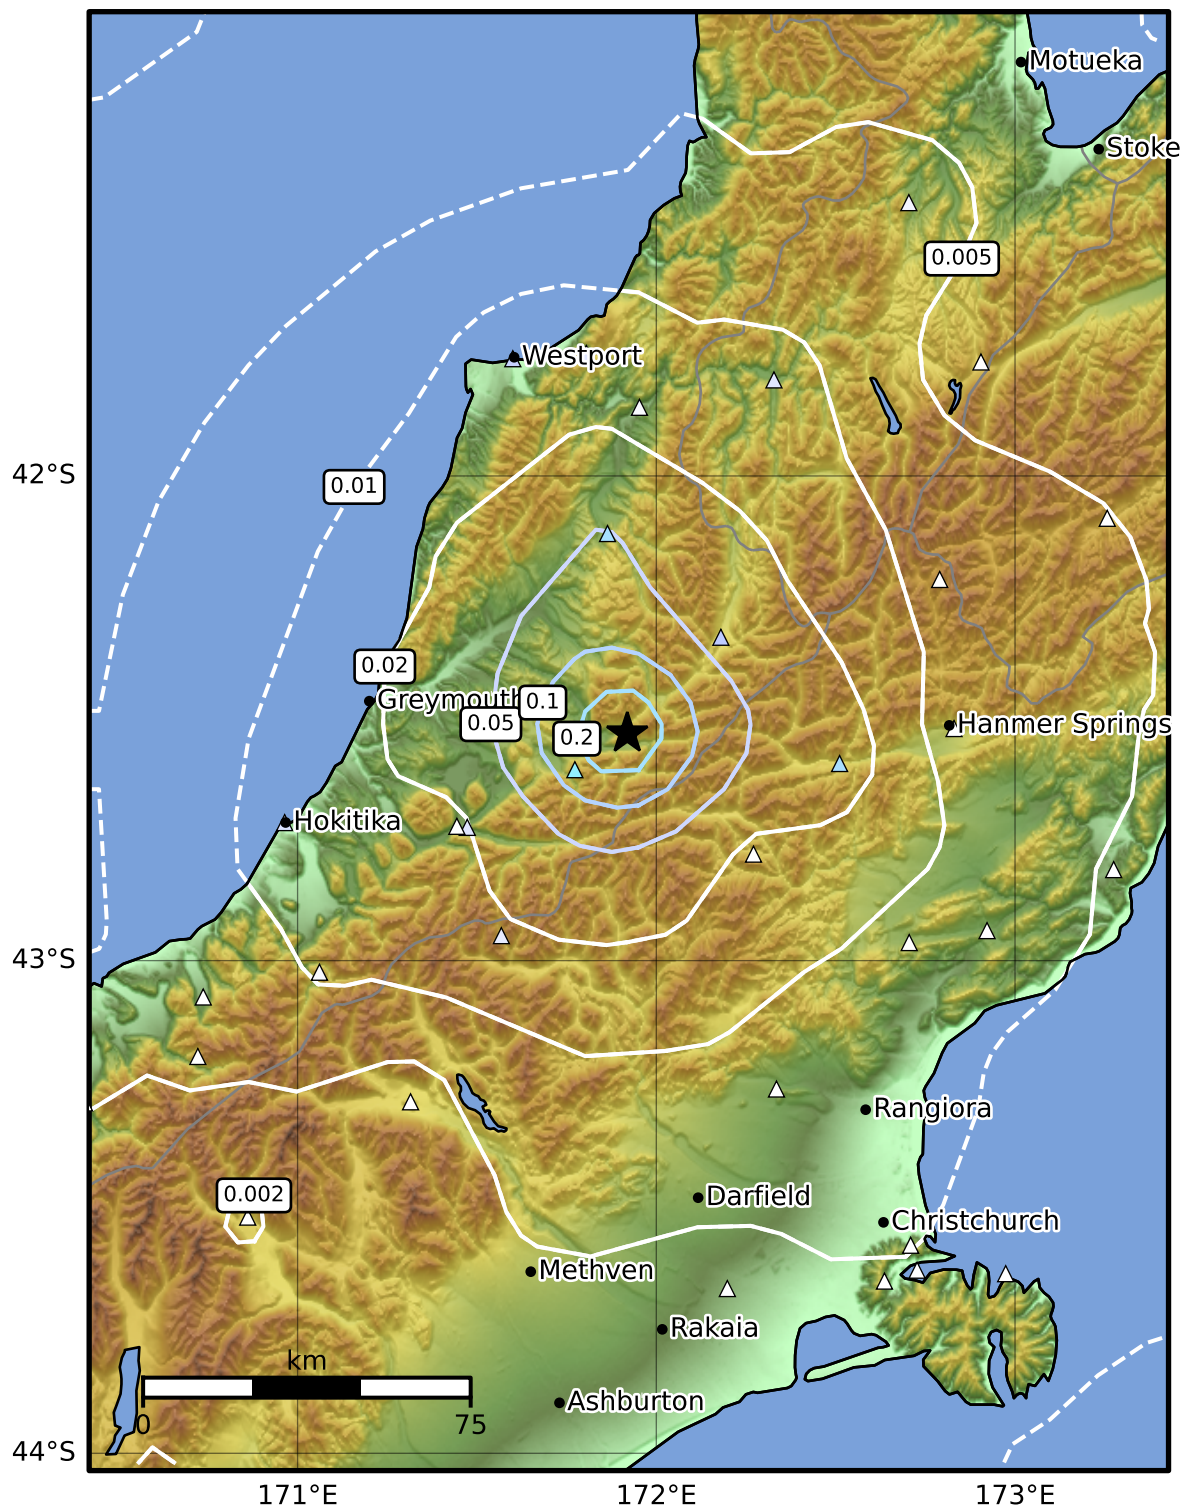 Motueka
Stoke
0.005
Westport
42°S
0.01
0.02
Greymouth
0.1
0.05
0.2
Hanmer Springs
Hokitika
43°S
Rangiora
0.002
Darfield
Christchurch
Methven
Rakaia
km
0
75
Ashburton
44°S
171°E
172°E
173°E